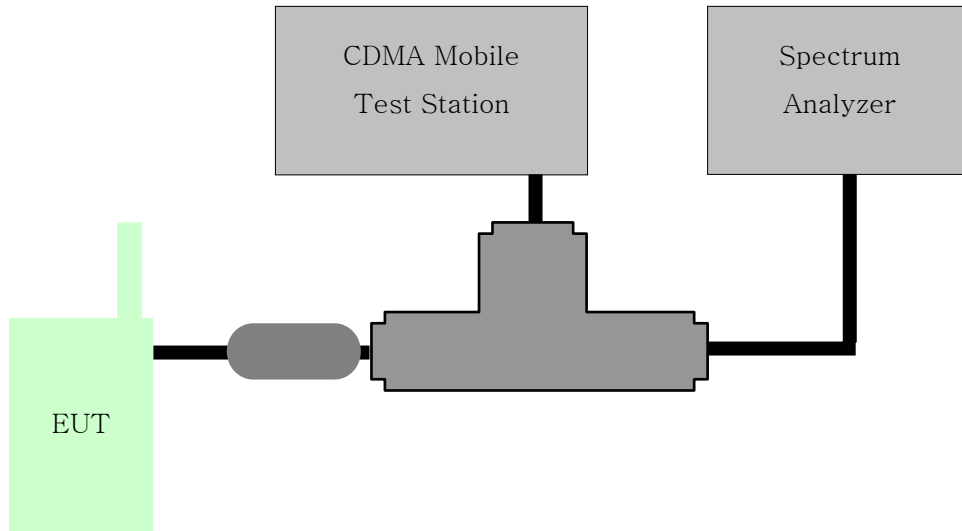 CDMA Mobile
Test Station
Spectrum
Analyzer
EUT